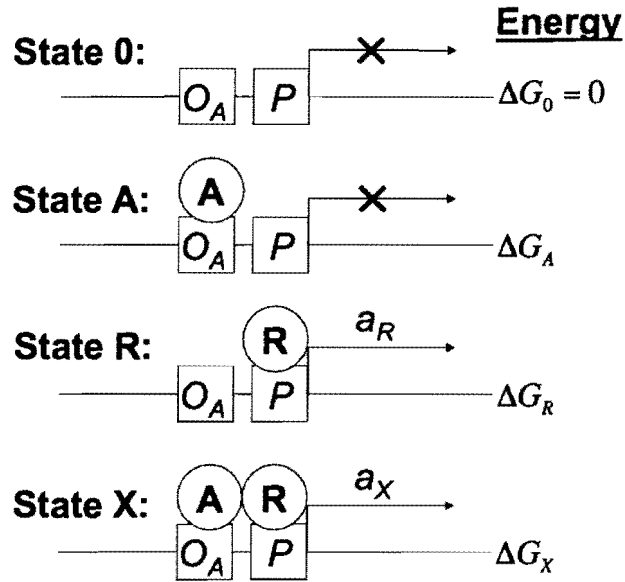 Energy
State 0:
O_A P ΔG_0 = 0
A
State A:
O_A P ΔG_A
R a_R
State R:
O_A P ΔG_R
A R a_X
State X:
O_A P ΔG_X